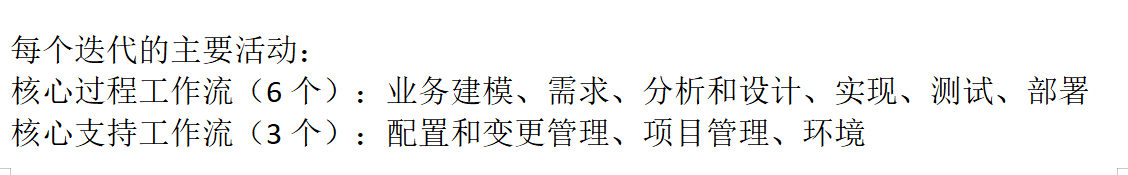 每个迭代的主要活动：
核心过程工作流（6 个）：业务建模、需求、分析和设计、实现、测试、部署
核心支持工作流（3 个）：配置和变更管理、项目管理、环境